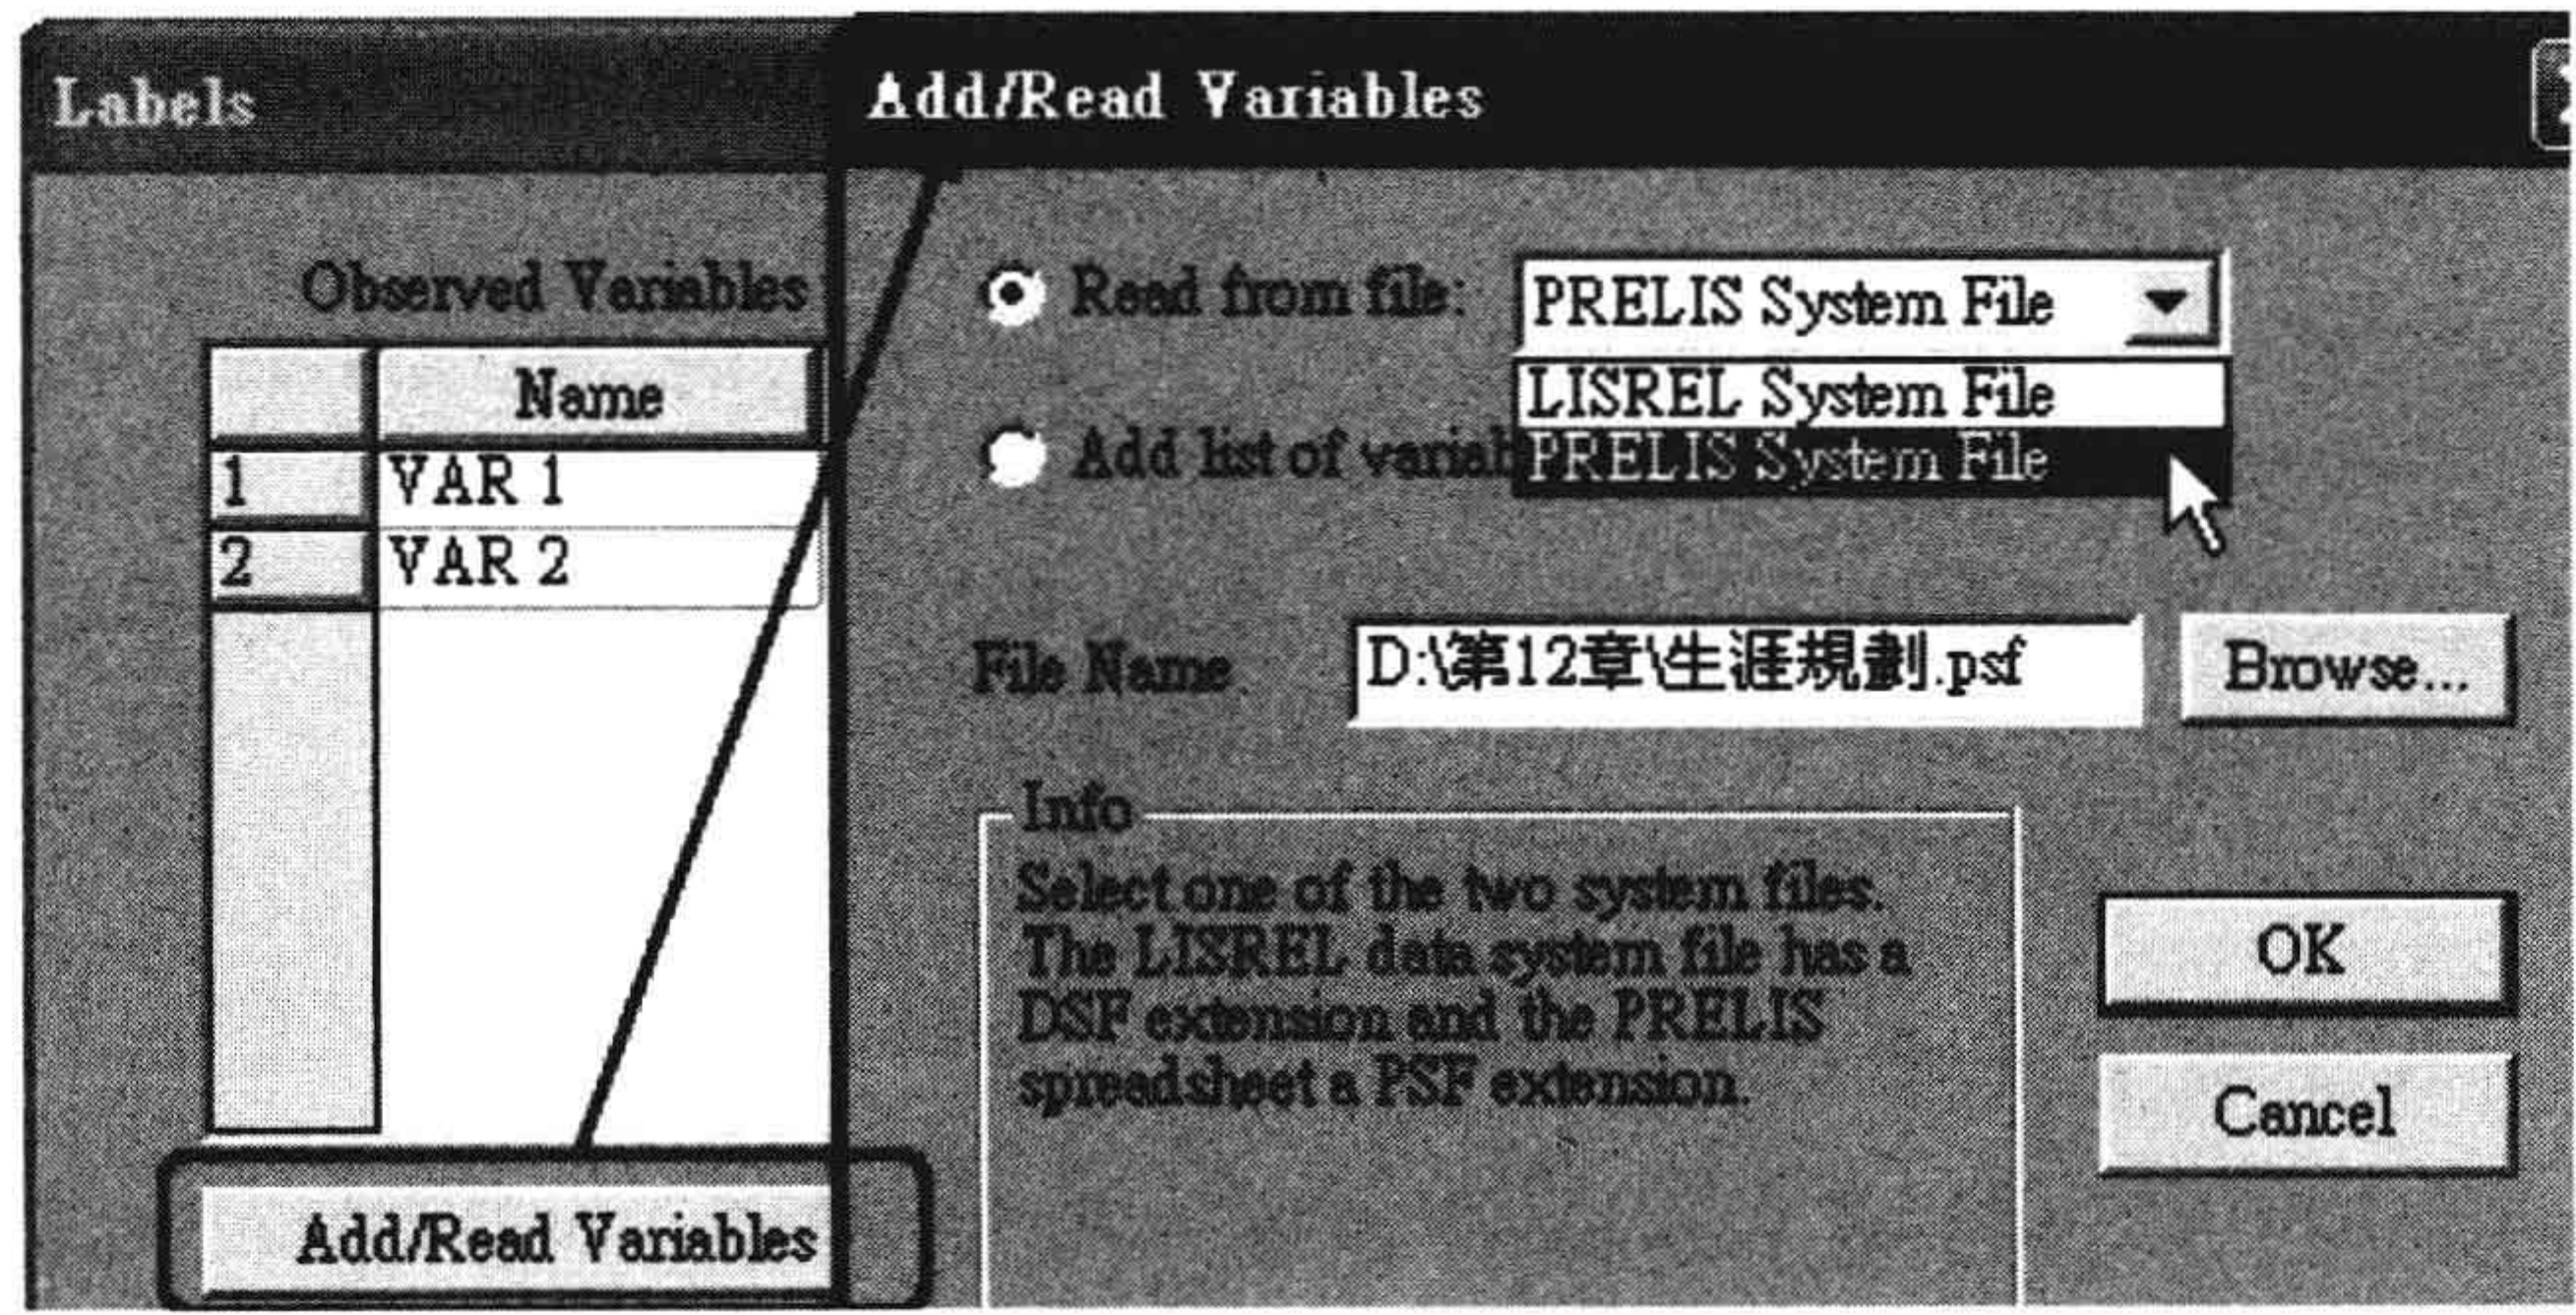 Labels
Observed Variables
Name
1 VAR 1
2 VAR 2
Add/Read Variables
Add/Read Variables
Read from file:
PRELIS System File
LISREL System File
Add list of variab
PRELIS System File
File Name
D:\第12章\生涯規劃.psf
Browse...
Info
Select one of the two system files.
The LISREL data system file has a
DSF extension and the PRELIS
spreadsheet a PSF extension.
OK
Cancel